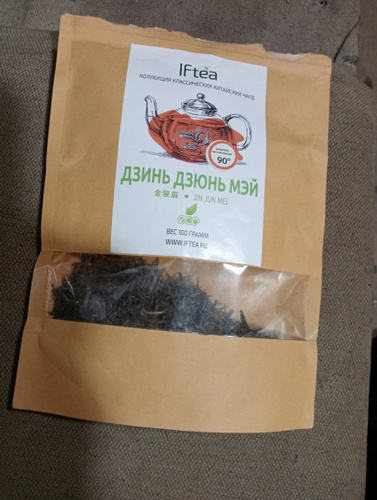 IFtea
КОЛЛЕКЦИЯ КЛАССИЧЕСКИХ КИТАЙСКИХ ЧАЕВ
90°
ДЗИНЬ ДЗЮНЬ МЭЙ
金骏眉 JIN JUN MEI
ВЕС 100 ГРАММ
WWW.IFTEA.RU